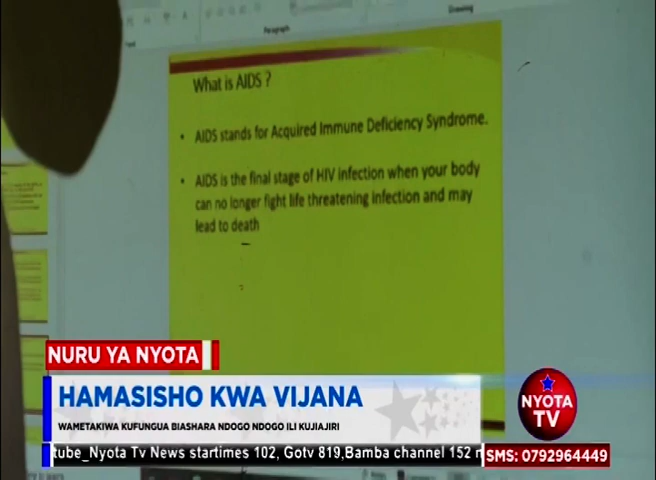 Paragraph
Drawing
What is AIDS ?
• AIDS stands for Acquired Immune Deficiency Syndrome.
• AIDS is the final stage of HIV infection when your body
can no longer fight life threatening infection and may
lead to death
NURU YA NYOTA
HAMASISHO KWA VIJANA
WAMETAKIWA KUFUNGUA BIASHARA NDOGO NDOGO ILI KUJIAJIRI
NYOTA
TV
tube_Nyota Tv News startimes 102, Gotv 819,Bamba channel 152
SMS: 0792964449